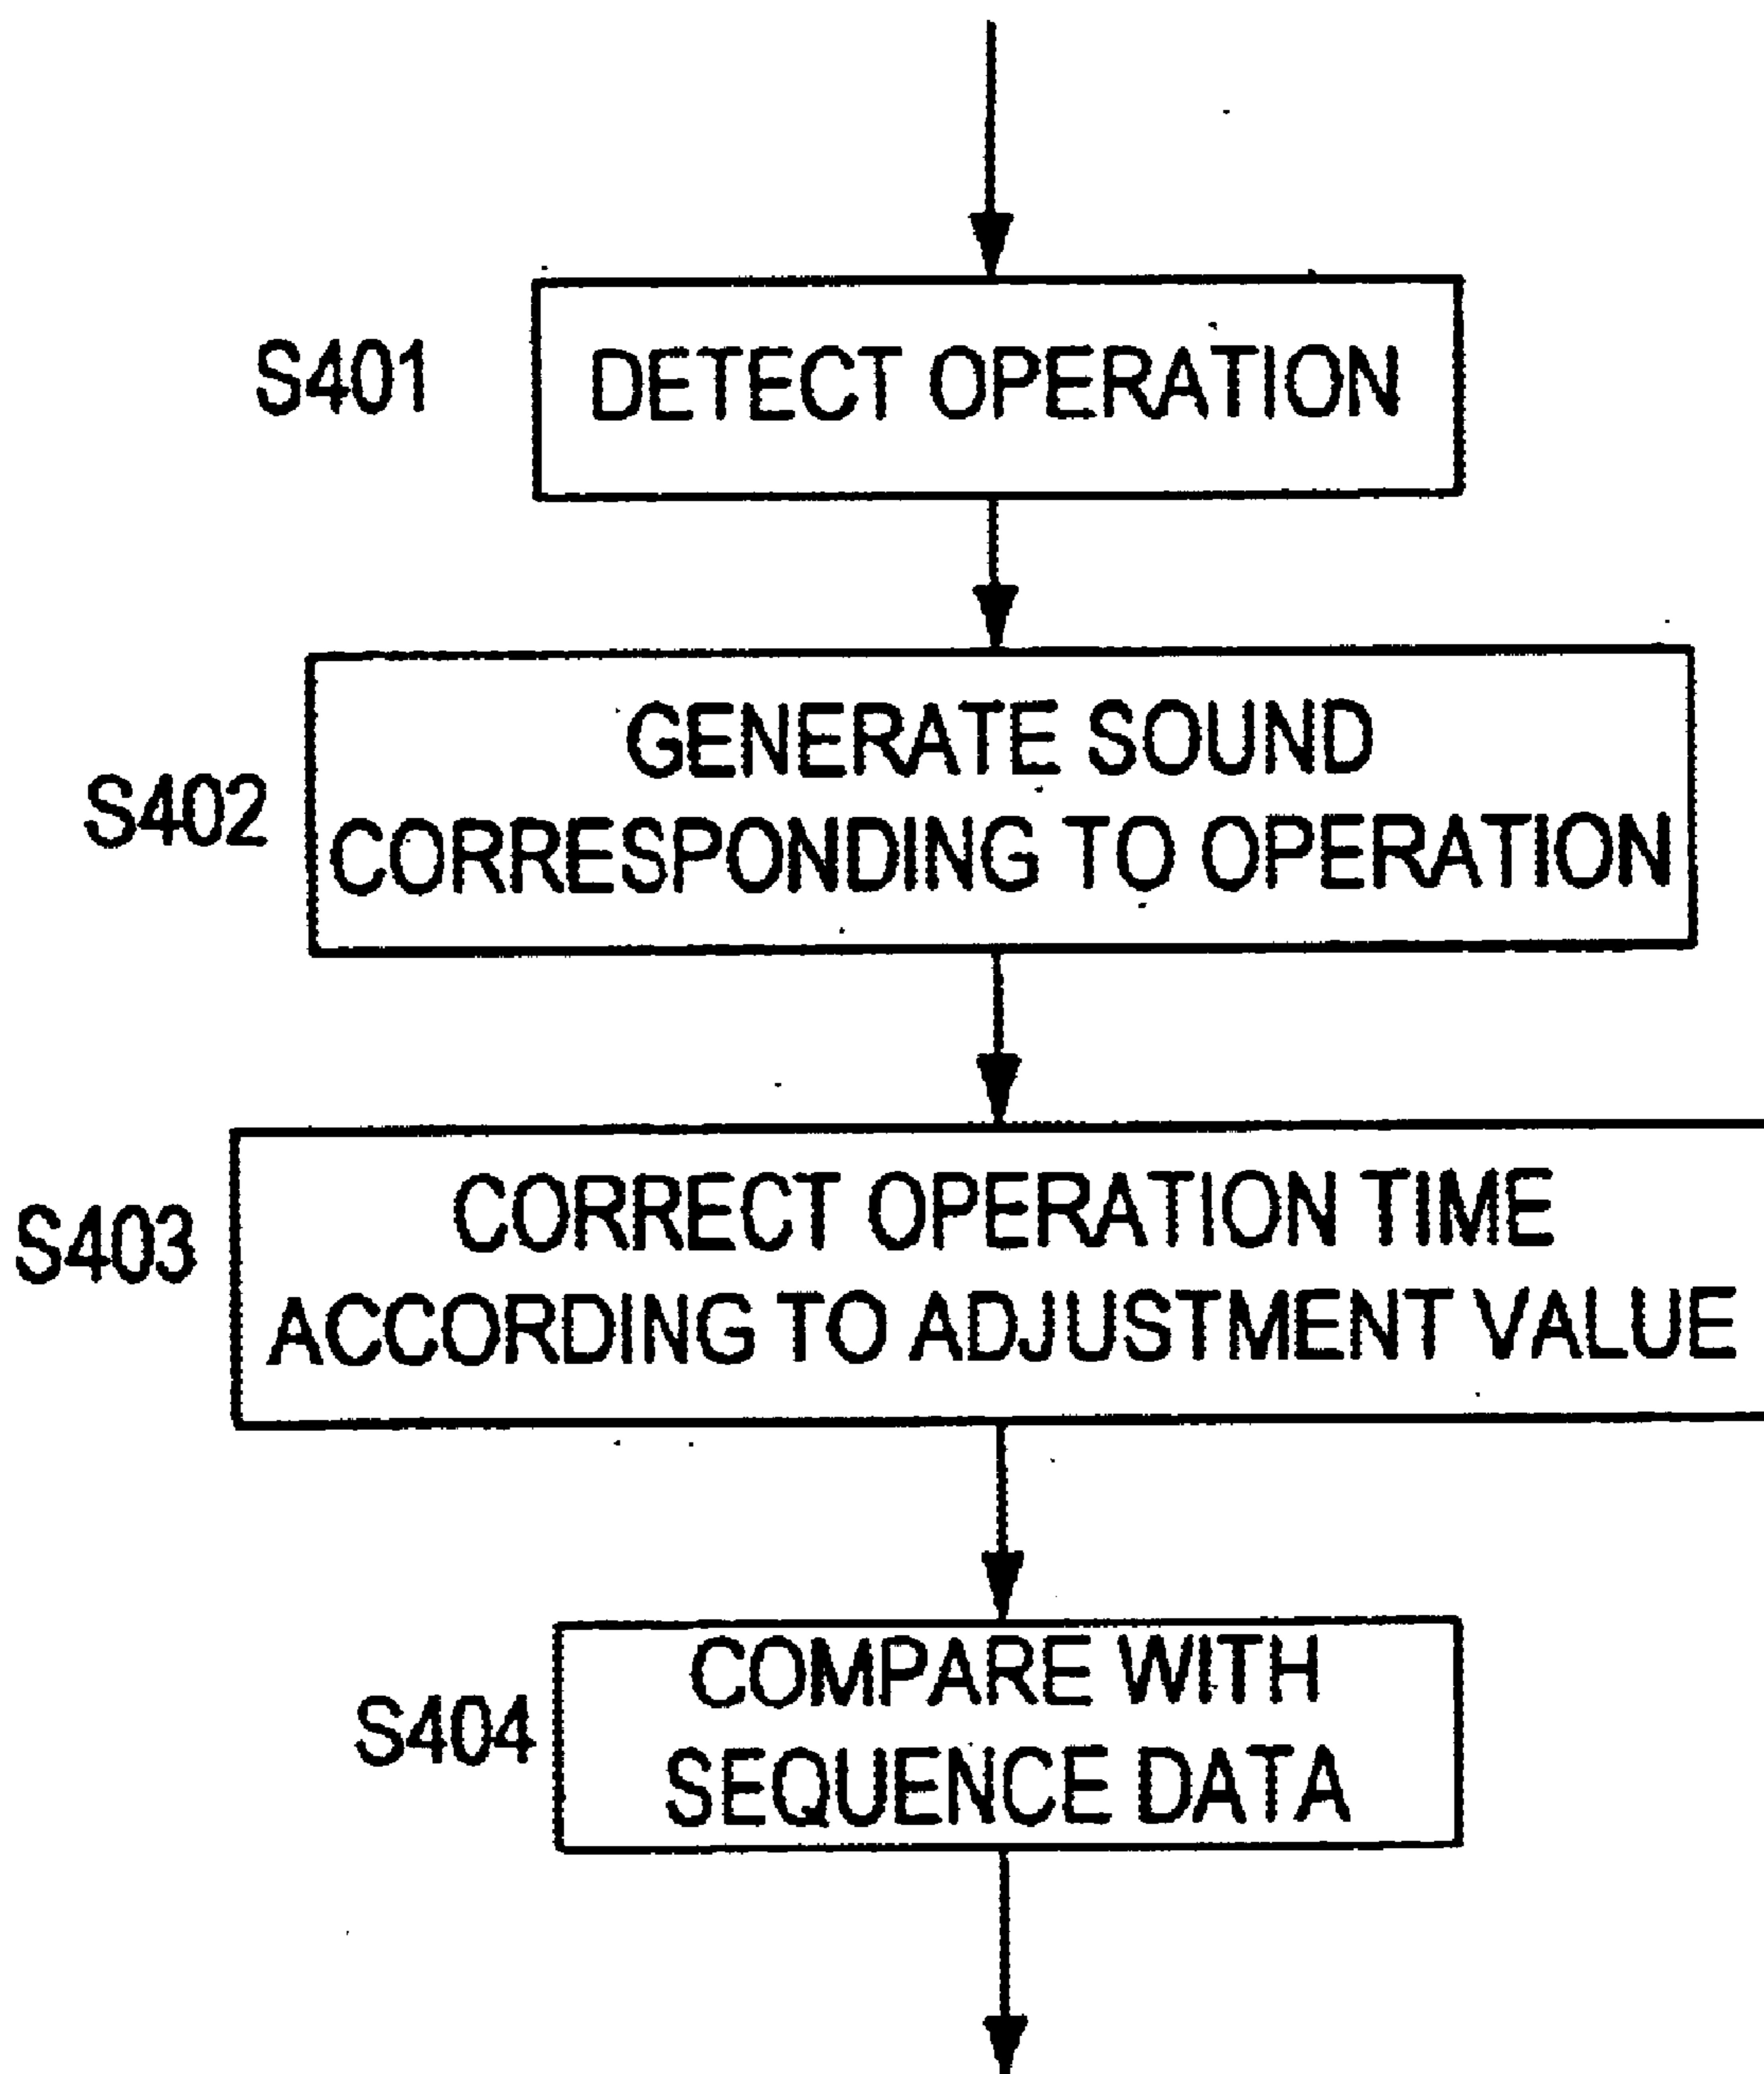 S401
DETECT OPERATION
S402
GENERATE SOUND
CORRESPONDING TO OPERATION
S403
CORRECT OPERATION TIME
ACCORDING TO ADJUSTMENT VALUE
S404
COMPARE WITH
SEQUENCE DATA